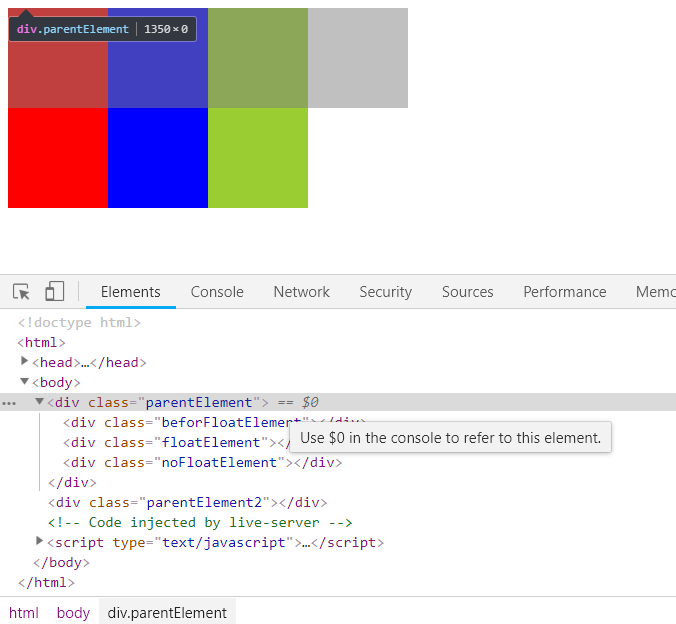 div.parentElement | 1350 × 0
Elements Console Network Security Sources Performance Memo
<!doctype html>
<html>
<head>…</head>
<body>
… <div class="parentElement"> == $0
<div class="beforFloatElement"></div>
<div class="floatElement"></
Use $0 in the console to refer to this element.
<div class="noFloatElement"></div>
</div>
<div class="parentElement2"></div>
<!-- Code injected by live-server -->
<script type="text/javascript">…</script>
</body>
</html>
html body div.parentElement